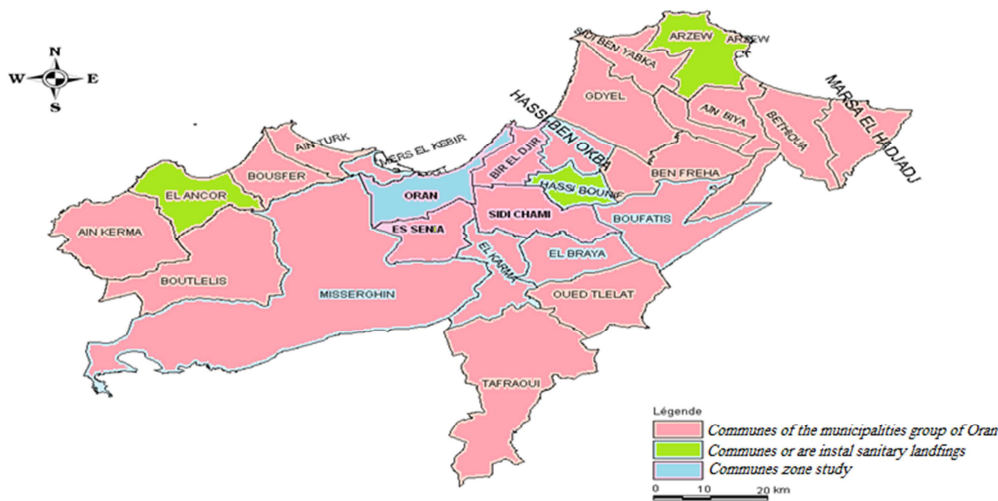 N
W E
S
SIDI BEN YABKA
ARZEW
ARZEW
GDYEL
HASSI BEN OKBA
AIN BIYA
BETHIOUA
MARSA EL HADJADJ
AIN TURK
MERS EL KEBIR
BIR EL DJIR
BOUSFER
EL ANCOR
ORAN
HASSI BOUNIF
BEN FREHA
AIN KERMA
ES SENIA
SIDI CHAMI
BOUFATIS
BOUTLELIS
MISSERGHIN
EL KARMA
EL BRAYA
OUED TLELAT
TAFRAOUI
Légende
Communes of the municipalities group of Oran
Communes or are instal sanitary landfings
Communes zone study
0 10 20 km